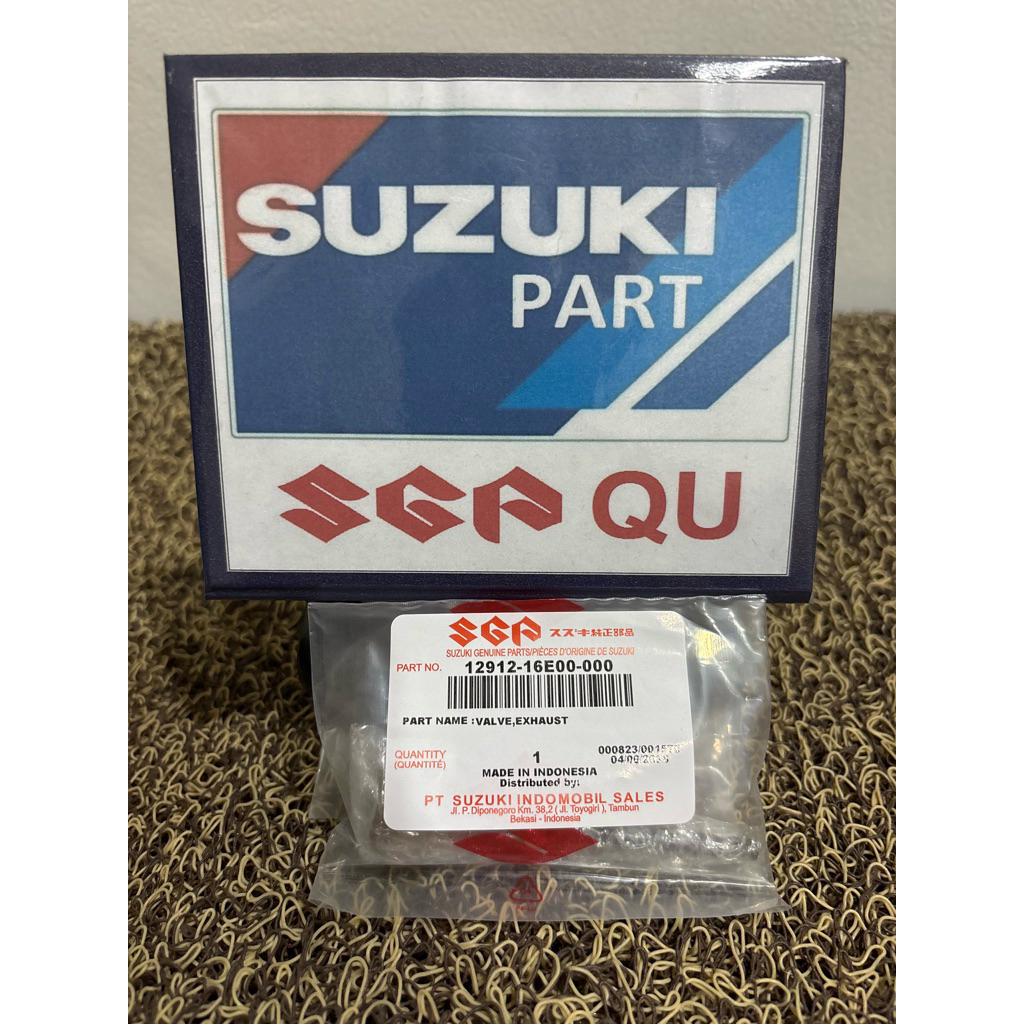 SUZUKI
PART
SGP QU
SGP スズキ純正部品
SUZUKI GENUINE PARTS/PIÈCES D'ORIGINE DE SUZUKI
PART NO. 12912-16E00-000
PART NAME :VALVE,EXHAUST
QUANTITY 1
(QUANTITÉ)
MADE IN INDONESIA
Distributed by:
PT SUZUKI INDOMOBIL SALES
Jl. P. Diponegoro Km. 38,2 ( Jl. Toyogiri ), Tambun
Bekasi - Indonesia